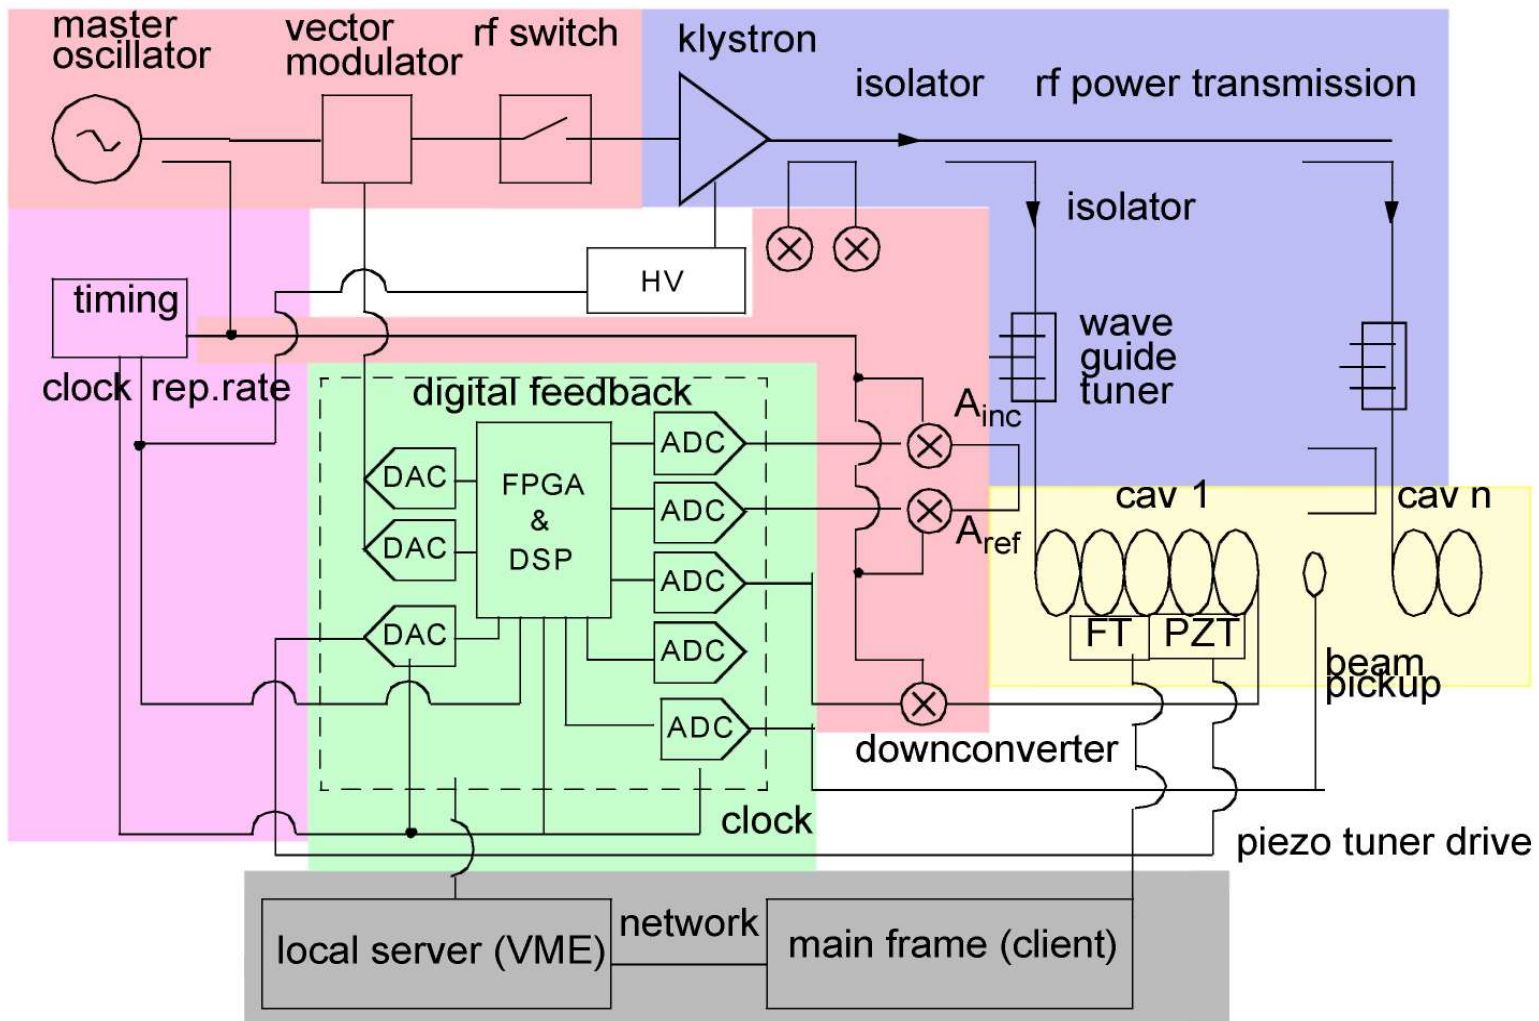 master
oscillator
vector
modulator
rf switch
klystron
isolator
rf power transmission
isolator
HV
timing
wave
guide
tuner
clock
rep.rate
digital feedback
A inc
ADC
DAC
FPGA
&
DSP
ADC
A ref
cav 1
cav n
DAC
ADC
DAC
ADC
FT
PZT
beam
pickup
ADC
downconverter
clock
piezo tuner drive
network
local server (VME)
main frame (client)